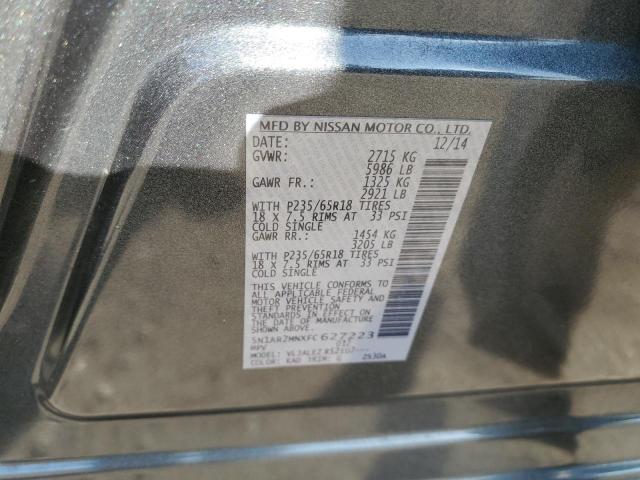 MFD BY NISSAN MOTOR CO., LTD.
DATE: 12/14
GVWR: 2715 KG
5986 LB
GAWR FR.: 1325 KG
2921 LB
WITH P235/65R18 TIRES
18 X 7.5 RIMS AT 33 PSI
COLD SINGLE
GAWR RR.: 1454 KG
3205 LB
WITH P235/65R18 TIRES
18 X 7.5 RIMS AT 33 PSI
COLD SINGLE
THIS VEHICLE CONFORMS TO
ALL APPLICABLE FEDERAL
MOTOR VEHICLE SAFETY AND
THEFT PREVENTION
STANDARDS IN EFFECT ON
THE DATE OF MANUFACTURE
SHOWN ABOVE.
5N1AR2MNXFC627223
MPV
MODEL:
COLOR: KAD TRIM: G 2530A